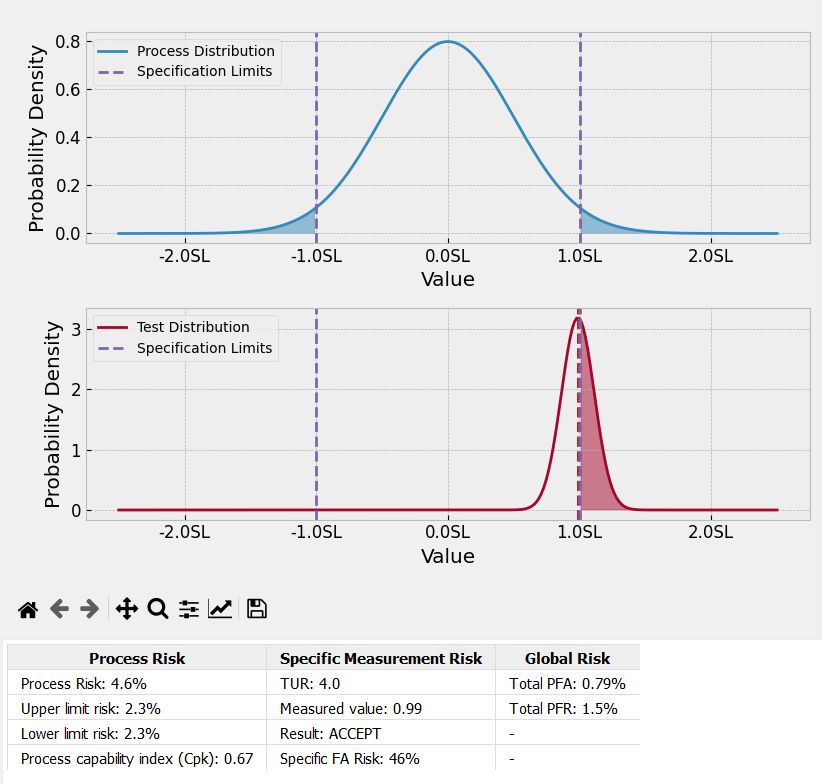 Process Distribution
Specification Limits
Probability Density
0.8
0.6
0.4
0.2
0.0
-2.0SL -1.0SL 0.0SL 1.0SL 2.0SL
Value
Test Distribution
Specification Limits
Probability Density
3
2
1
0
-2.0SL -1.0SL 0.0SL 1.0SL 2.0SL
Value
Process Risk Specific Measurement Risk Global Risk
Process Risk: 4.6% TUR: 4.0 Total PFA: 0.79%
Upper limit risk: 2.3% Measured value: 0.99 Total PFR: 1.5%
Lower limit risk: 2.3% Result: ACCEPT -
Process capability index (Cpk): 0.67 Specific FA Risk: 46% -